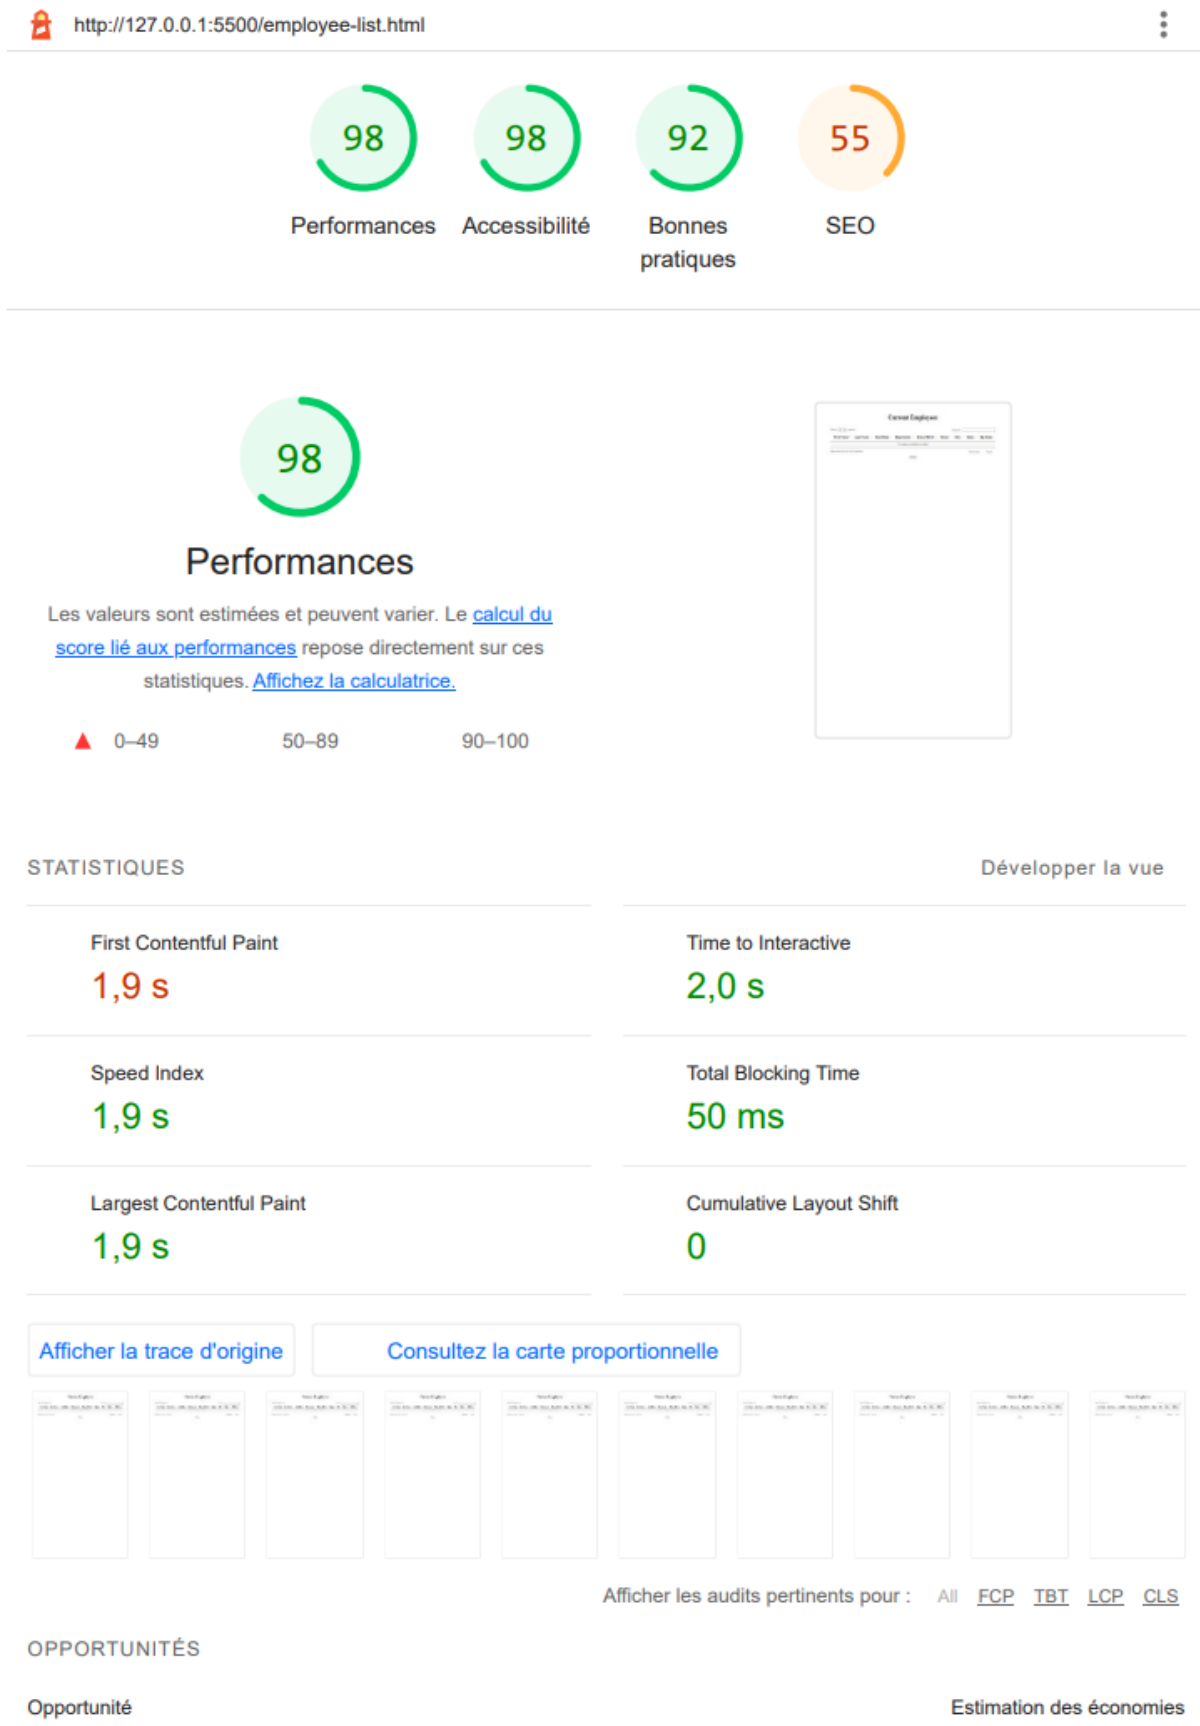 http://127.0.0.1:5500/employee-list.html
98 98 92 55
Performances Accessibilité Bonnes pratiques SEO
98
Performances
Les valeurs sont estimées et peuvent varier. Le calcul du
score lié aux performances repose directement sur ces
statistiques. Affichez la calculatrice.
0–49 50–89 90–100
Current Employees
STATISTIQUES Développer la vue
First Contentful Paint Time to Interactive
1,9 s 2,0 s
Speed Index Total Blocking Time
1,9 s 50 ms
Largest Contentful Paint Cumulative Layout Shift
1,9 s 0
Afficher la trace d'origine Consultez la carte proportionnelle
Afficher les audits pertinents pour : All FCP TBT LCP CLS
OPPORTUNITÉS
Opportunité Estimation des économies